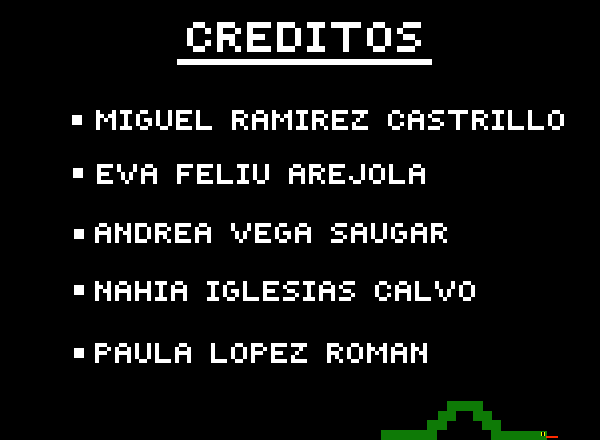 CREDITOS
▪ MIGUEL RAMIREZ CASTRILLO
▪ EVA FELIU AREJOLA
▪ ANDREA VEGA SAUGAR
▪ NAHIA IGLESIAS CALVO
▪ PAULA LOPEZ ROMAN